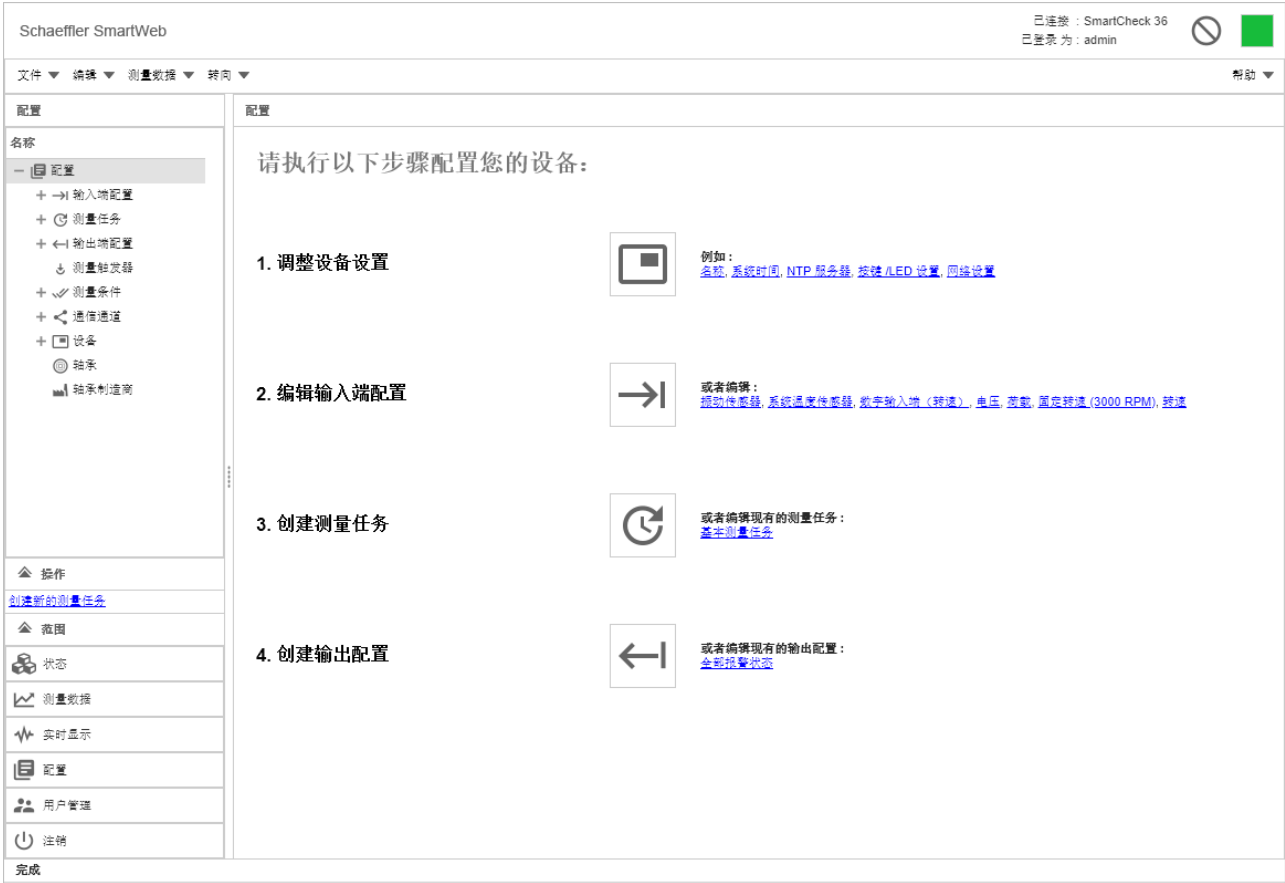 Schaeffler SmartWeb
已连接 : SmartCheck 36
已登录 为 : admin
文件 编辑 测量数据 转向 帮助
配置
配置
名称
配置
输入端配置
测量任务
输出端配置
测量触发器
测量条件
通信通道
设备
轴承
轴承制造商
操作
创建新的测量任务
范围
状态
测量数据
实时显示
配置
用户管理
注销
请执行以下步骤配置您的设备:
1. 调整设备设置
例如 :
名称, 系统时间, NTP 服务器, 按键 /LED 设置, 网络设置
2. 编辑输入端配置
或者编辑 :
振动传感器, 系统温度传感器, 数字输入端（转速）, 电压, 荷载, 固定转速 (3000 RPM), 转速
3. 创建测量任务
或者编辑现有的测量任务 :
基本测量任务
4. 创建输出配置
或者编辑现有的输出配置 :
全部报警状态
完成